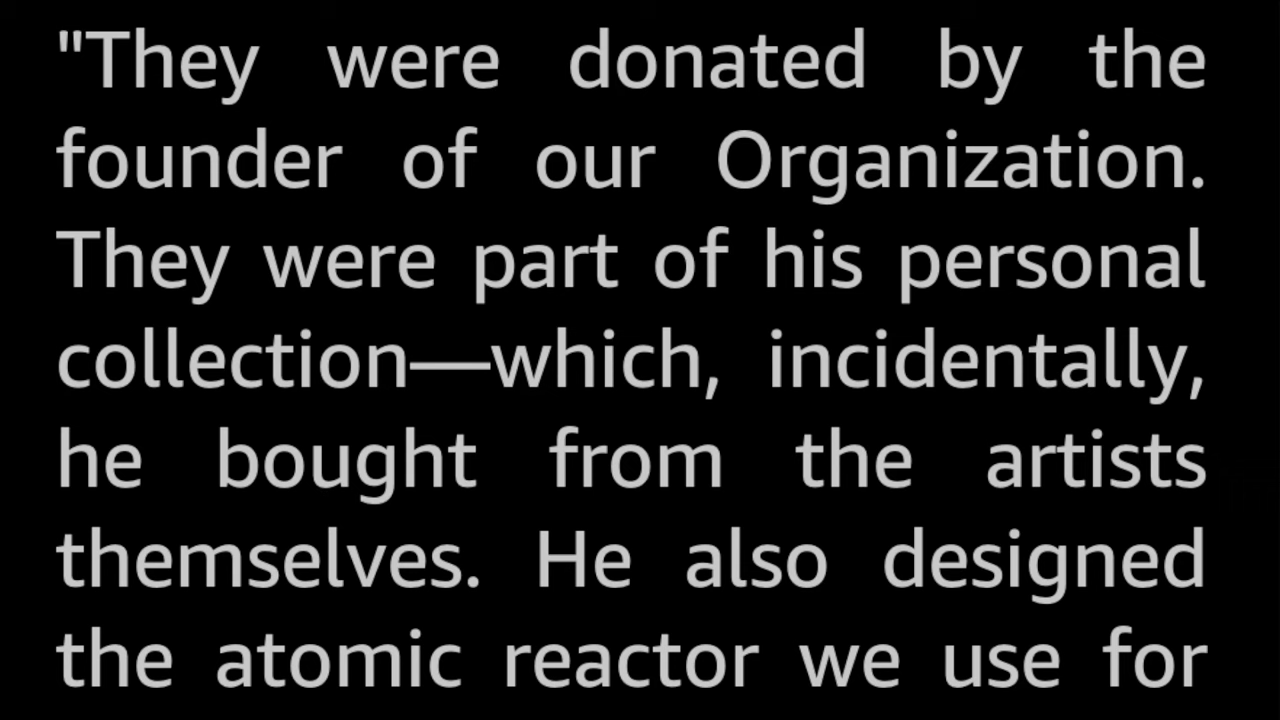 "They were donated by the
founder of our Organization.
They were part of his personal
collection—which, incidentally,
he bought from the artists
themselves. He also designed
the atomic reactor we use for